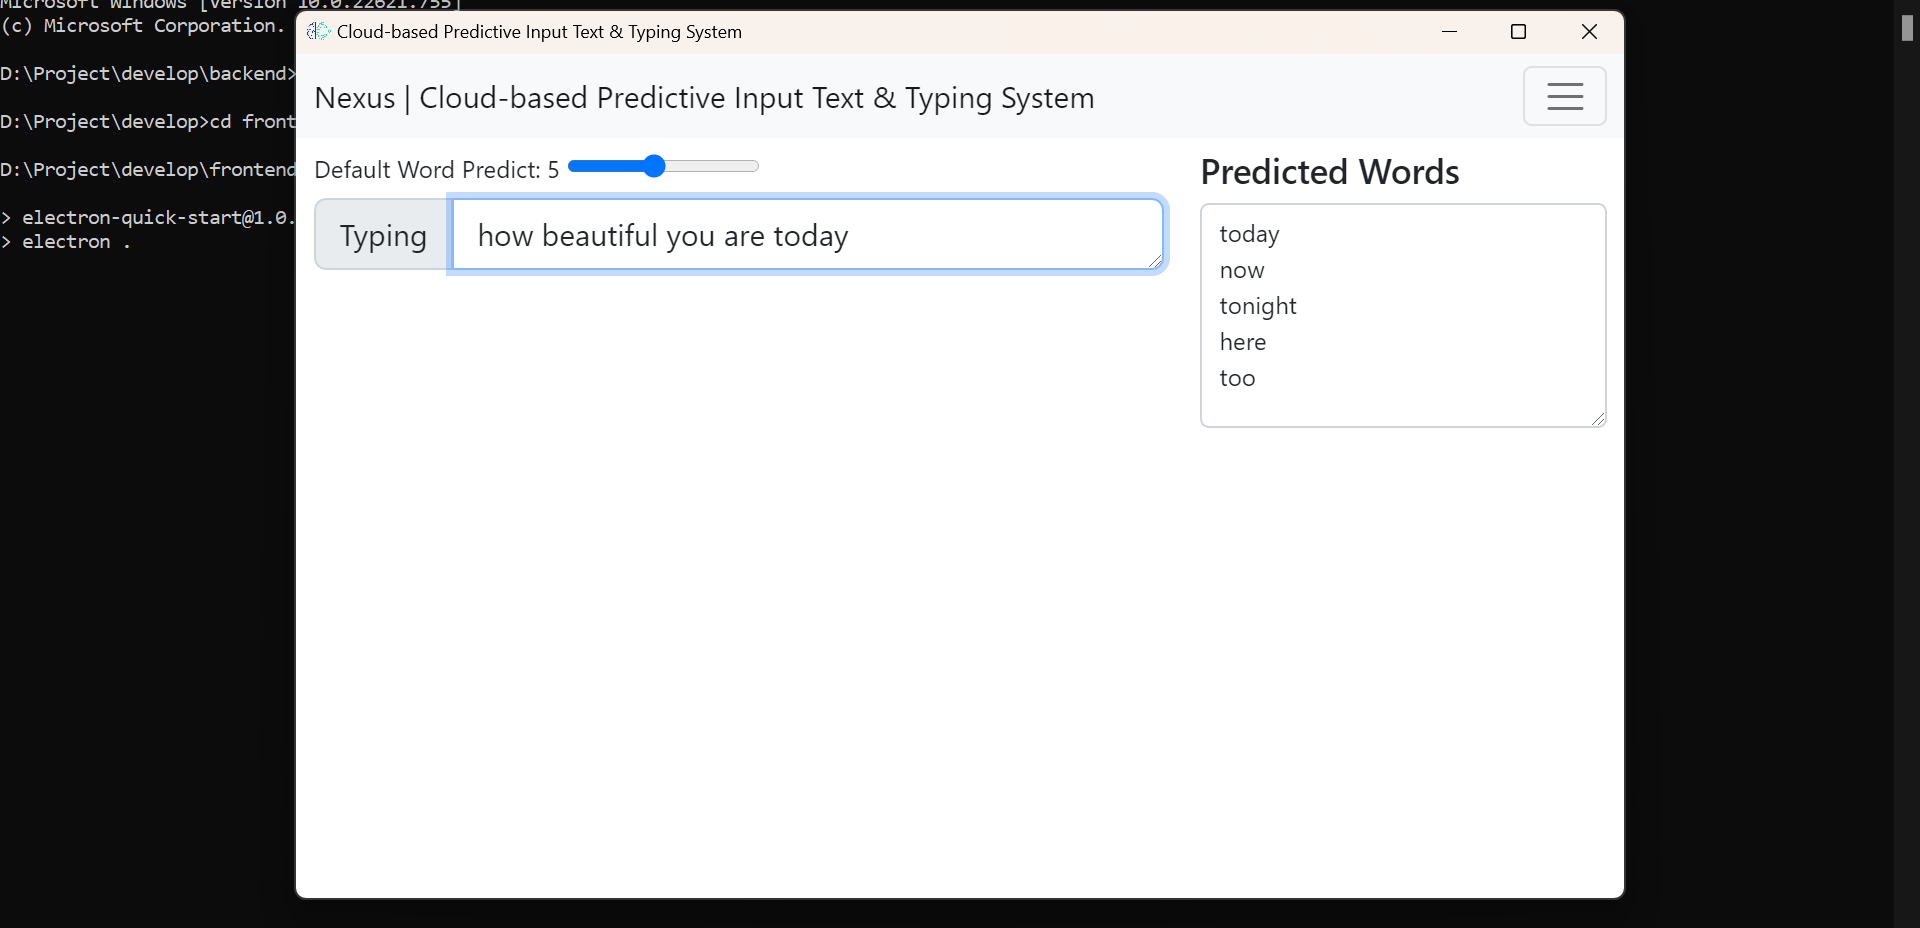 Microsoft Windows [Version 10.0.22621.755]
(c) Microsoft Corporation.
D:\Project\develop\backend>
D:\Project\develop>cd front
D:\Project\develop\frontend
> electron-quick-start@1.0.
> electron .
Cloud-based Predictive Input Text & Typing System
Nexus | Cloud-based Predictive Input Text & Typing System
Default Word Predict: 5
Typing
how beautiful you are today
Predicted Words
today
now
tonight
here
too